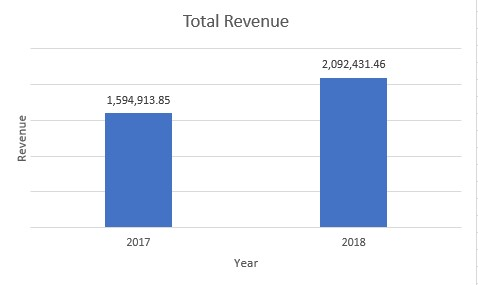 Total Revenue
2,092,431.46
1,594,913.85
Revenue
2017
2018
Year